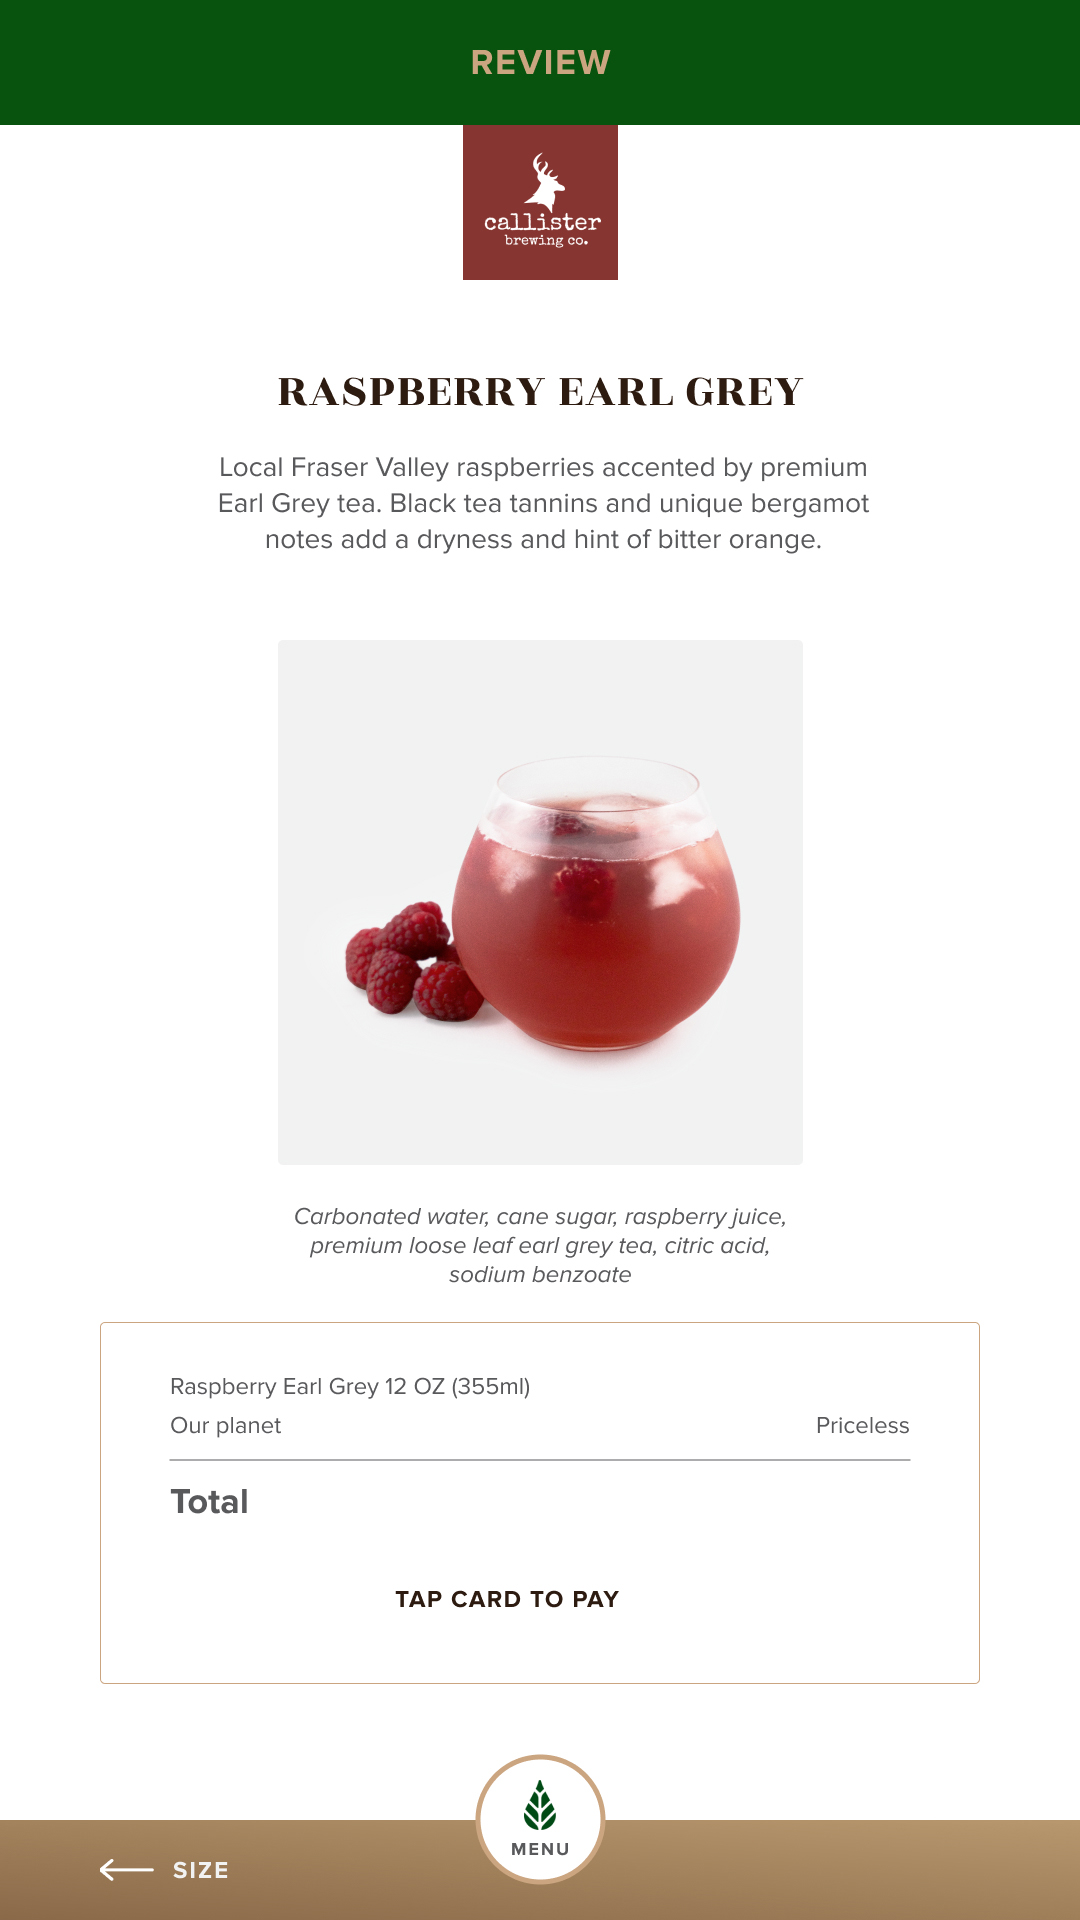 REVIEW
callister
brewing co.
RASPBERRY EARL GREY
Local Fraser Valley raspberries accented by premium
Earl Grey tea. Black tea tannins and unique bergamot
notes add a dryness and hint of bitter orange.
Carbonated water, cane sugar, raspberry juice,
premium loose leaf earl grey tea, citric acid,
sodium benzoate
Raspberry Earl Grey 12 OZ (355ml)
Our planet Priceless
Total
TAP CARD TO PAY
MENU
SIZE